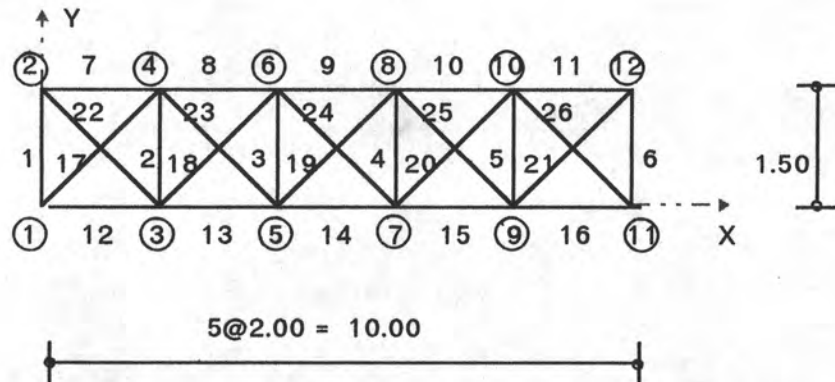 Y
2 7 4 8 6 9 8 10 10 11 12
22 23 24 25 26
1 17 2 18 3 19 4 20 5 21 6 1.50
1 12 3 13 5 14 7 15 9 16 11 X
5@2.00 = 10.00